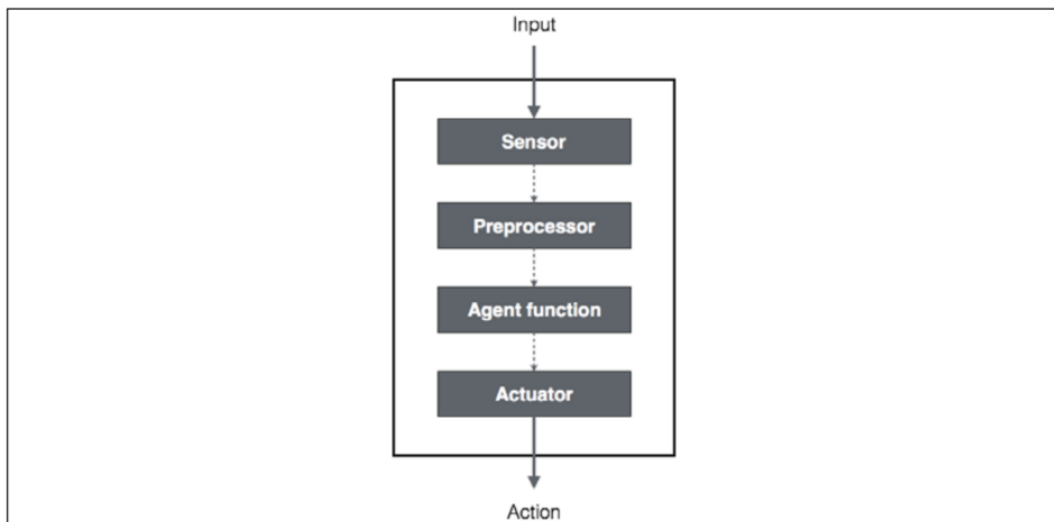 Input
Sensor
Preprocessor
Agent function
Actuator
Action